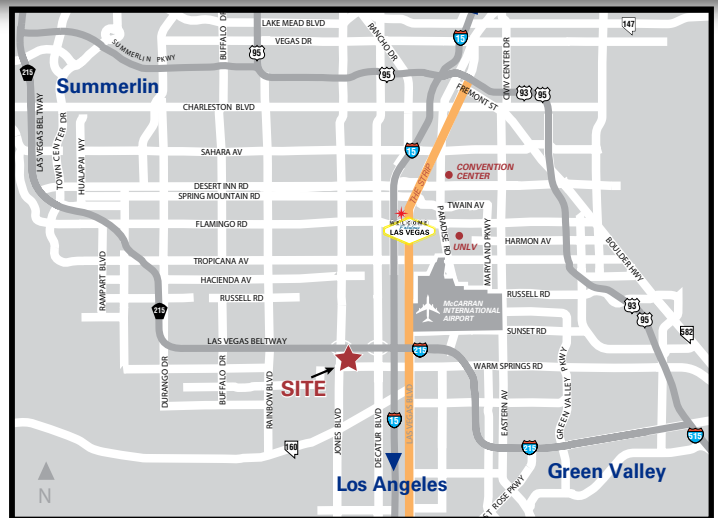 LAKE MEAD BLVD
VEGAS DR
147
15
SUMMERLIN PKWY
BUFFALO DR
RANCHO DR
CIVIC CENTER DR
95
95
215
Summerlin
93
95
FREMONT ST
CHARLESTON BLVD
LAS VEGAS BELTWAY
TOWN CENTER DR
HUALAPAI WY
SAHARA AV
15
THE STRIP
CONVENTION
CENTER
DESERT INN RD
SPRING MOUNTAIN RD
TWAIN AV
FLAMINGO RD
WELCOME
LAS VEGAS
PARADISE RD
UNLV
MARYLAND PKWY
HARMON AV
BOULDER HWY
TROPICANA AV
RAMPART BLVD
HACIENDA AV
RUSSELL RD
RUSSELL RD
McCARRAN
INTERNATIONAL
AIRPORT
93
95
215
SUNSET RD
582
LAS VEGAS BELTWAY
215
WARM SPRINGS RD
SITE
DURANGO DR
BUFFALO DR
RAINBOW BLVD
JONES BLVD
DECATUR BLVD
LAS VEGAS BLVD
EASTERN AV
GREEN VALLEY PKWY
15
515
160
215
Los Angeles
Green Valley
ST ROSE PKWY
N